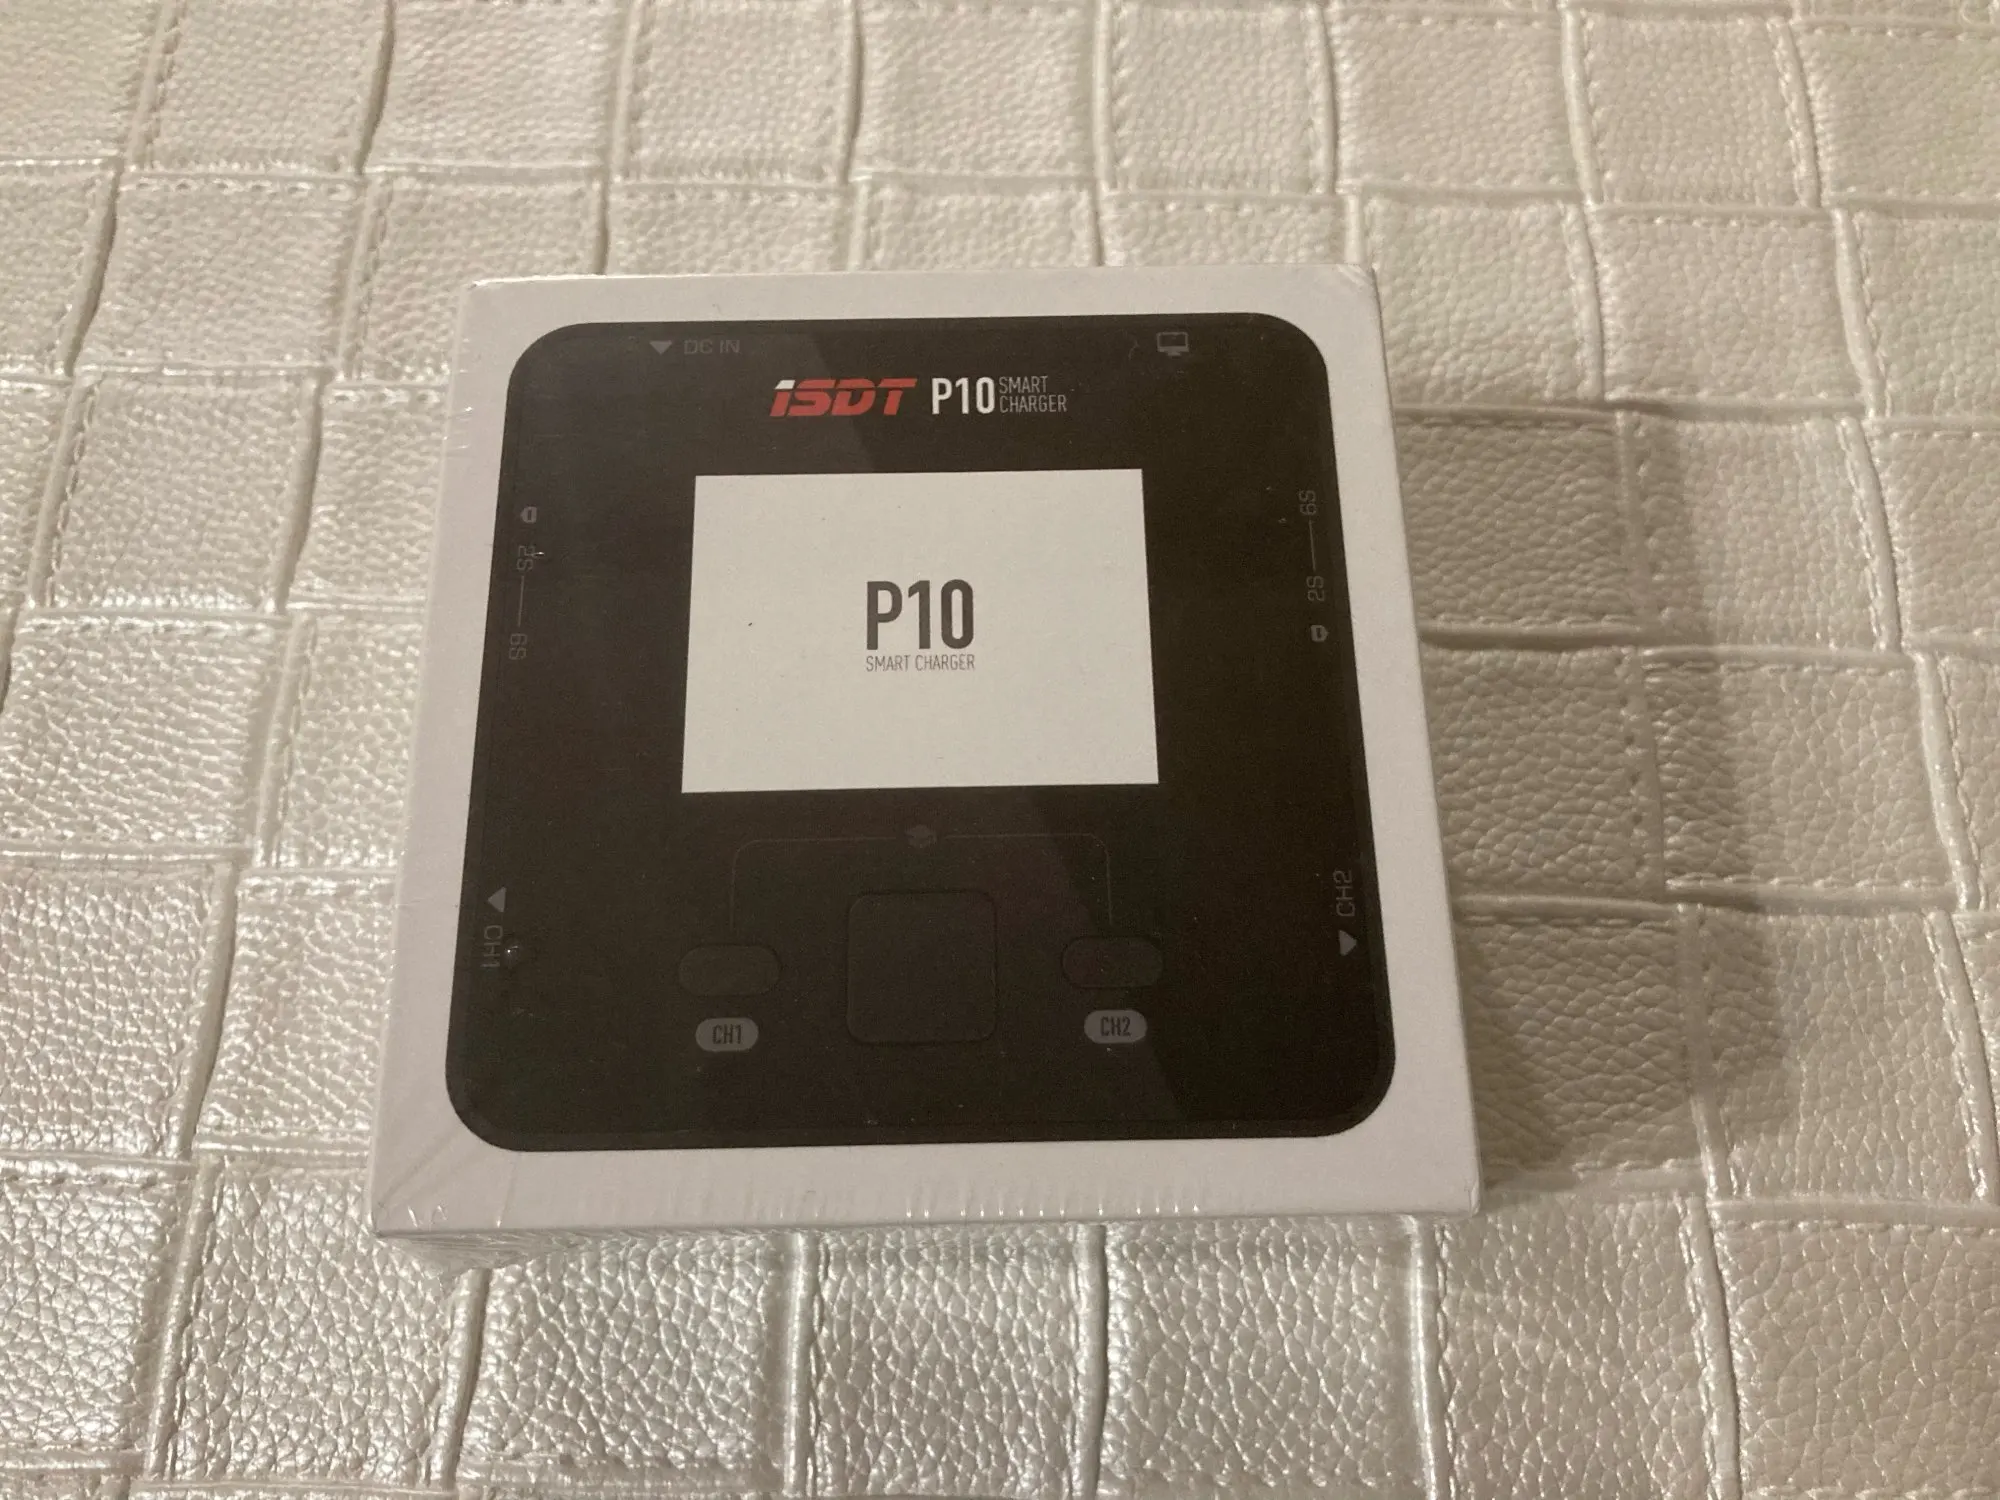 DC IN
iSDT P10 SMART CHARGER
6S
2S
2S
6S
P10
SMART CHARGER
CH2
CH1
CH1
CH2